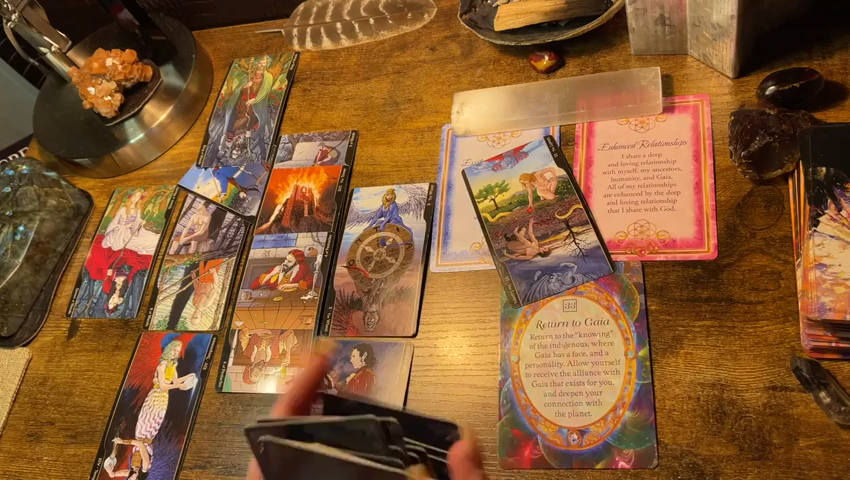 Enhanced Relationships
I share a deep
and loving relationship
with myself, my ancestors,
humanity, and Gaia.
All of my relationships
are enhanced by the deep
and loving relationship
that I share with God.
33
Return to Gaia
Return to the "knowing"
of the indigenous, where
Gaia has a face, and a
personality. Allow yourself
to receive the alliance with
Gaia that exists for you,
and deepen your
connection with
the planet.